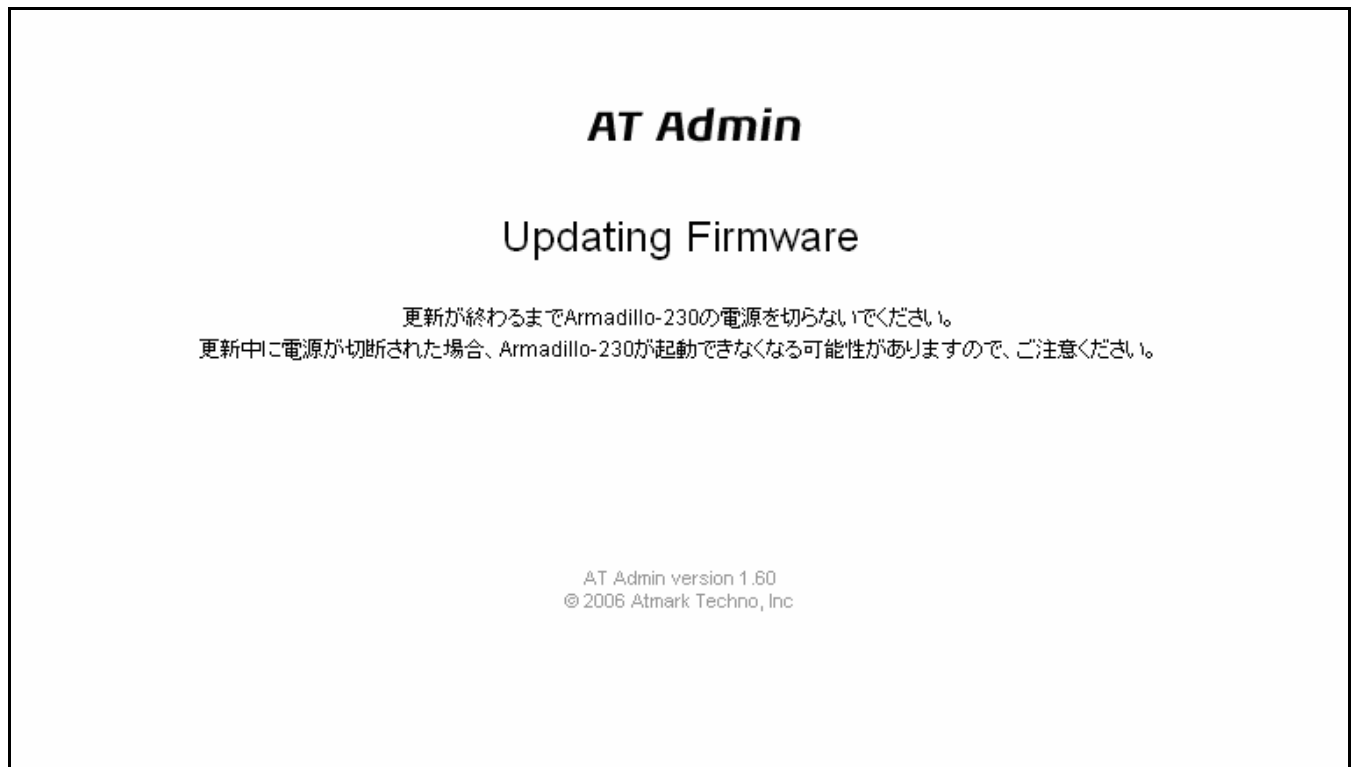 AT Admin
Updating Firmware
更新が終わるまでArmadillo-230の電源を切らないでください。
更新中に電源が切断された場合、Armadillo-230が起動できなくなる可能性がありますので、ご注意ください。
AT Admin version 1.60
© 2006 Atmark Techno, Inc